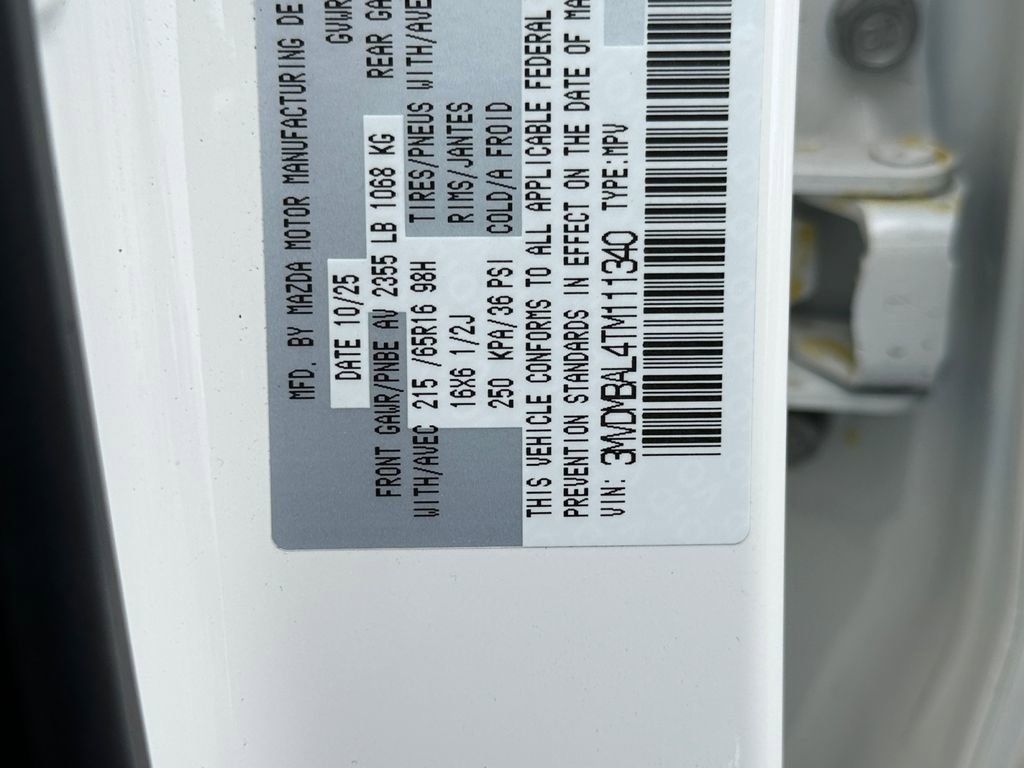 MFD. BY MAZDA MOTOR MANUFACTURING DE
DATE 10/25 GVWR
FRONT GAWR/PNBE AV 2355 LB 1068 KG REAR GA
WITH/AVEC 215 /65R16 98H TIRES/PNEUS WITH/AVE
16X6 1/2J RIMS/JANTES
250 KPA/36 PSI COLD/A FROID
THIS VEHICLE CONFORMS TO ALL APPLICABLE FEDERAL
PREVENTION STANDARDS IN EFFECT ON THE DATE OF MA
VIN: 3MVDMBAL4TM111340 TYPE:MPV